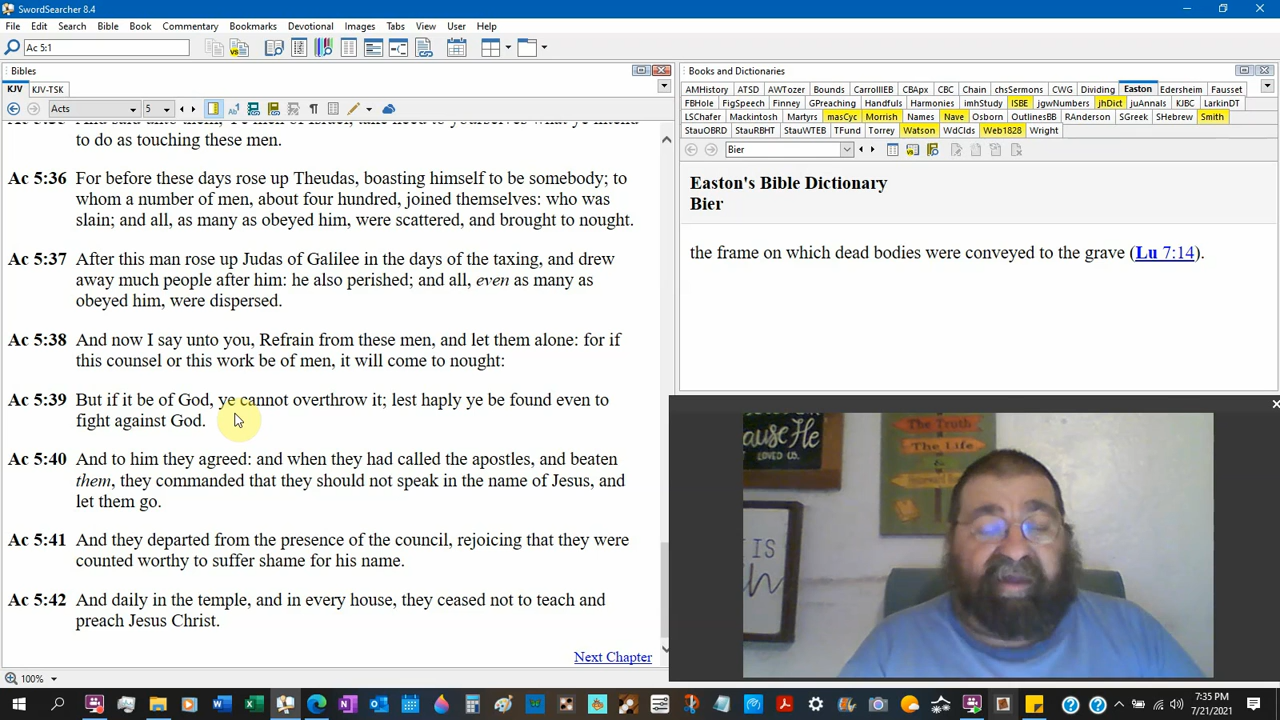 SwordSearcher 8.4
File Edit Search Bible Book Commentary Bookmarks Devotional Images Tabs View User Help
Ac 5:1
Bibles
KJV KJV-TSK
Acts 5
to do as touching these men.
Ac 5:36 For before these days rose up Theudas, boasting himself to be somebody; to
whom a number of men, about four hundred, joined themselves: who was
slain; and all, as many as obeyed him, were scattered, and brought to nought.
Ac 5:37 After this man rose up Judas of Galilee in the days of the taxing, and drew
away much people after him: he also perished; and all, even as many as
obeyed him, were dispersed.
Ac 5:38 And now I say unto you, Refrain from these men, and let them alone: for if
this counsel or this work be of men, it will come to nought:
Ac 5:39 But if it be of God, ye cannot overthrow it; lest haply ye be found even to
fight against God.
Ac 5:40 And to him they agreed: and when they had called the apostles, and beaten
them, they commanded that they should not speak in the name of Jesus, and
let them go.
Ac 5:41 And they departed from the presence of the council, rejoicing that they were
counted worthy to suffer shame for his name.
Ac 5:42 And daily in the temple, and in every house, they ceased not to teach and
preach Jesus Christ.
Next Chapter
100%
Books and Dictionaries
AMHistory ATSD AWTozer Bounds CarrollIEB CBApx CBC Chain chsSermons CWG Dividing Easton Edersheim Fausset
FBHole FigSpeech Finney GPreaching Handfuls Harmonies imhStudy ISBE jgwNumbers jhDict juAnnals KJBC LarkinDT
LSChafer Mackintosh Martyrs masCyc Morrish Names Nave Osborn OutlinesBB RAnderson SGreek SHebrew Smith
StauOBRD StauRBHT StauWTEB TFund Torrey Watson WdClds Web1828 Wright
Bier
Easton's Bible Dictionary
Bier
the frame on which dead bodies were conveyed to the grave (Lu 7:14).
ause He
LOVED US.
The Truth
&
The Life
IS
7:35 PM
7/21/2021